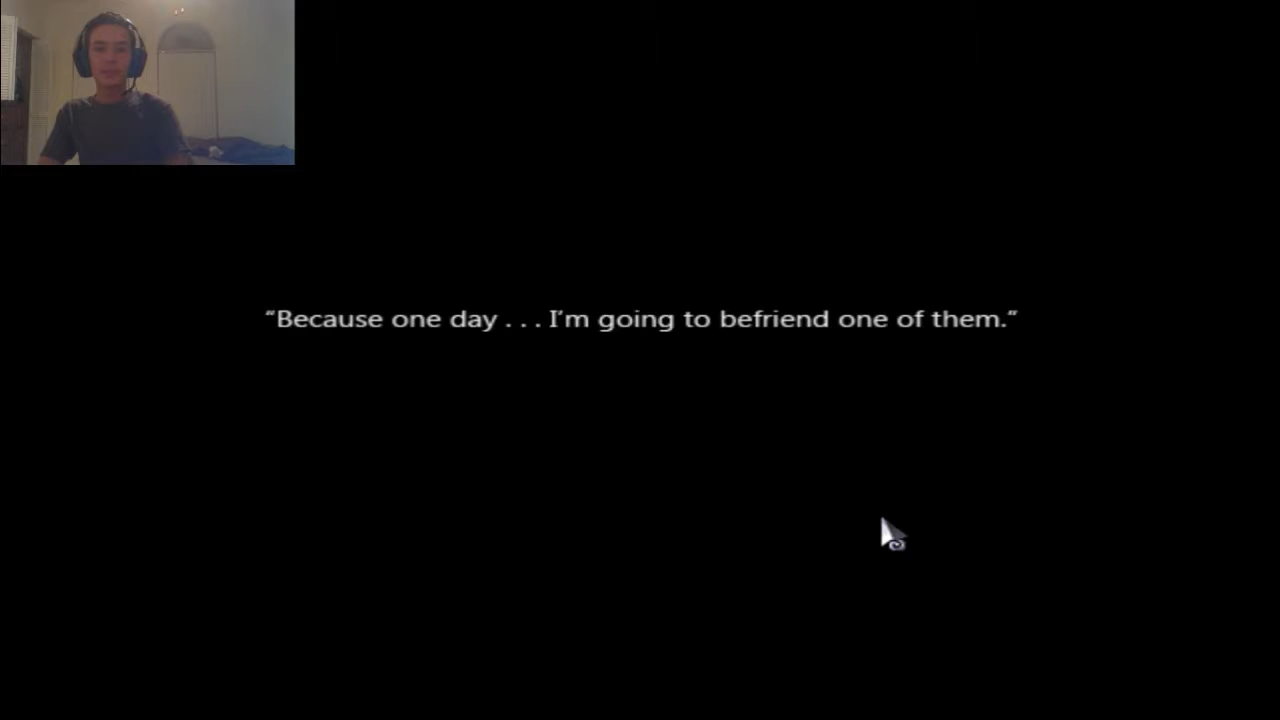 “Because one day . . . I’m going to befriend one of them.”